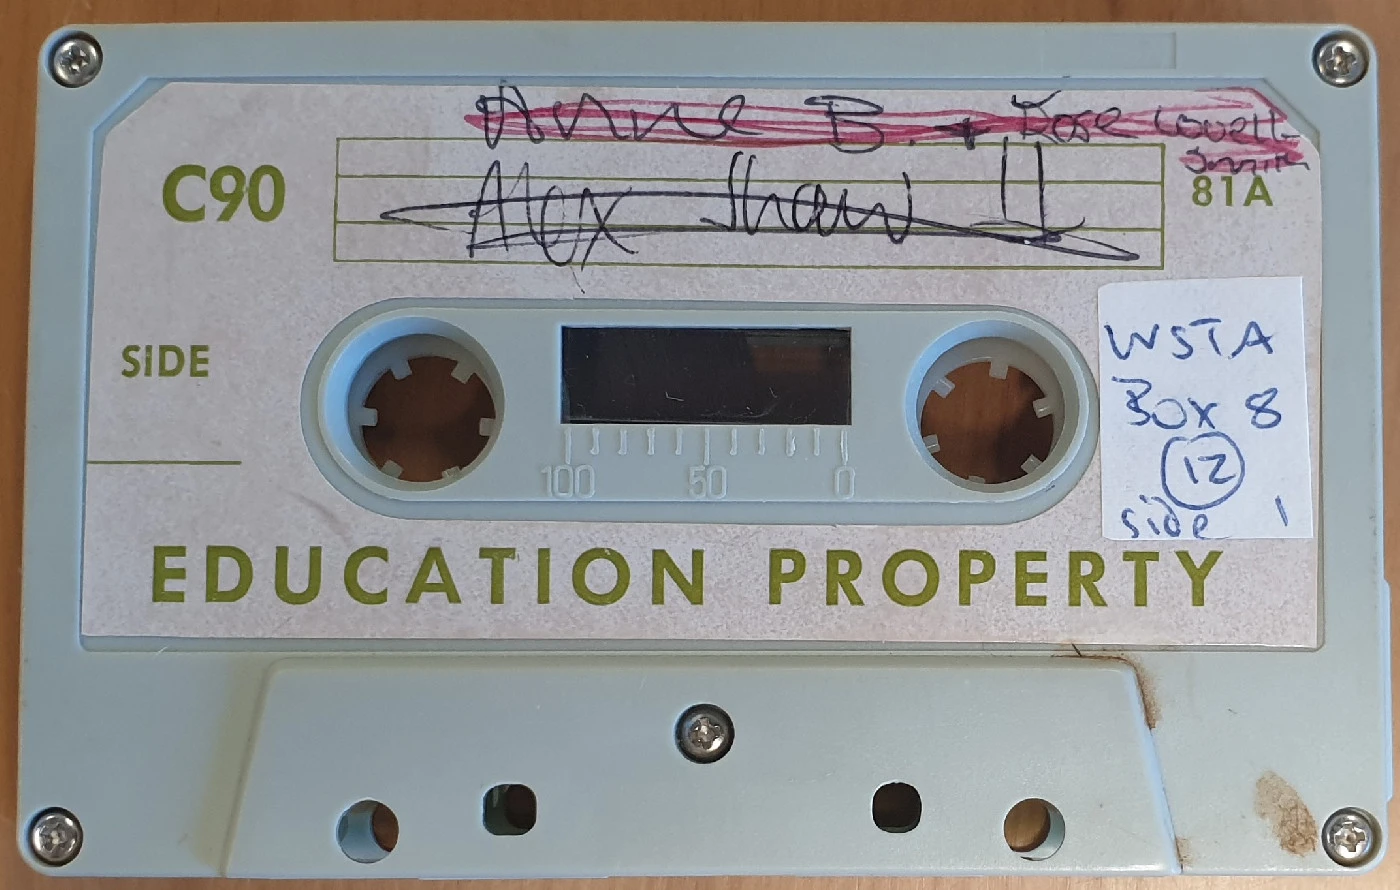 Anne B. + Rose Lovell-
Smith
C90
Alex Shaw II
81A
SIDE
WSTA
Box 8
12
side 1
100 50 0
EDUCATION PROPERTY